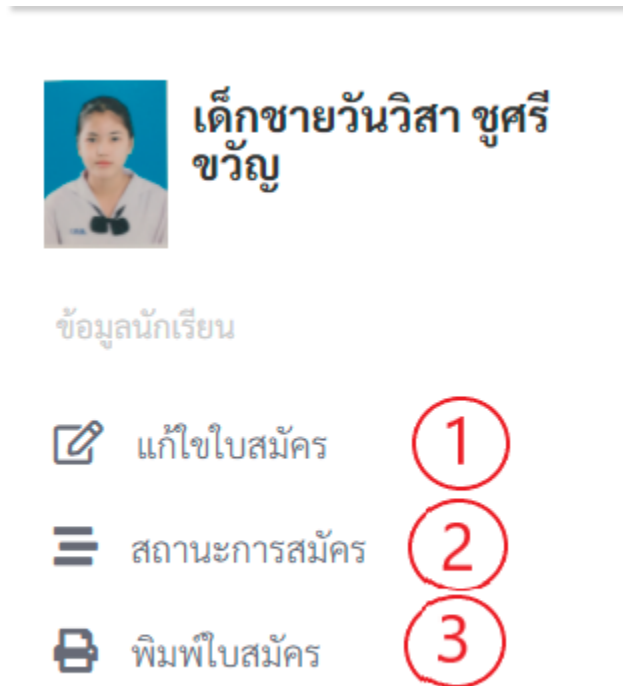 เด็กชายวันวิสา ชูศรี
ขวัญ
ข้อมูลนักเรียน
แก้ไขใบสมัคร 1
สถานะการสมัคร 2
พิมพ์ใบสมัคร 3